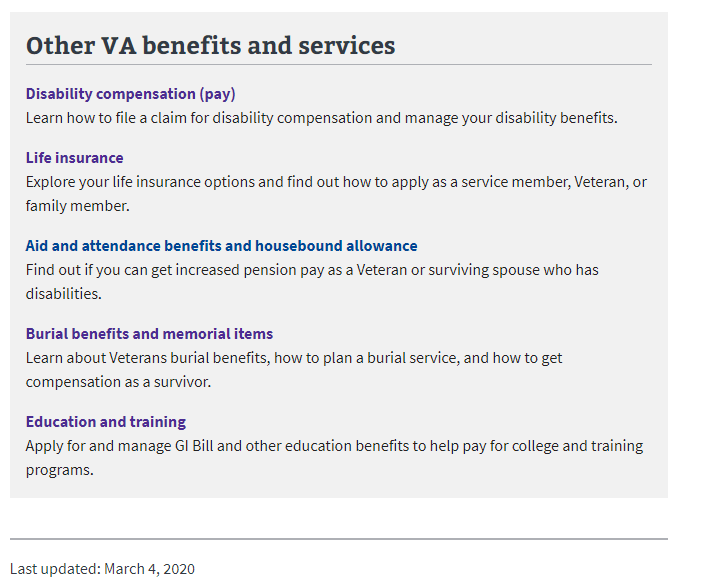 Other VA benefits and services
Disability compensation (pay)
Learn how to file a claim for disability compensation and manage your disability benefits.
Life insurance
Explore your life insurance options and find out how to apply as a service member, Veteran, or
family member.
Aid and attendance benefits and housebound allowance
Find out if you can get increased pension pay as a Veteran or surviving spouse who has
disabilities.
Burial benefits and memorial items
Learn about Veterans burial benefits, how to plan a burial service, and how to get
compensation as a survivor.
Education and training
Apply for and manage GI Bill and other education benefits to help pay for college and training
programs.
Last updated: March 4, 2020